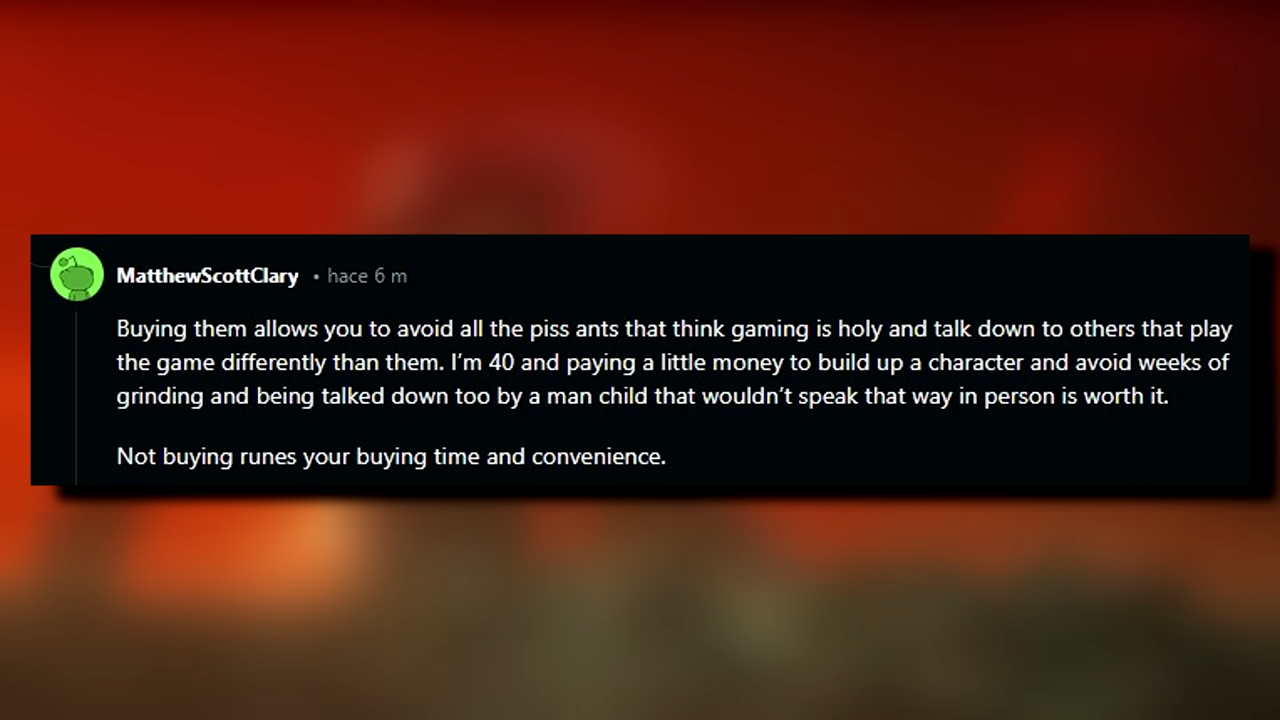 MatthewScottClary • hace 6 m
Buying them allows you to avoid all the piss ants that think gaming is holy and talk down to others that play
the game differently than them. I’m 40 and paying a little money to build up a character and avoid weeks of
grinding and being talked down too by a man child that wouldn’t speak that way in person is worth it.
Not buying runes your buying time and convenience.